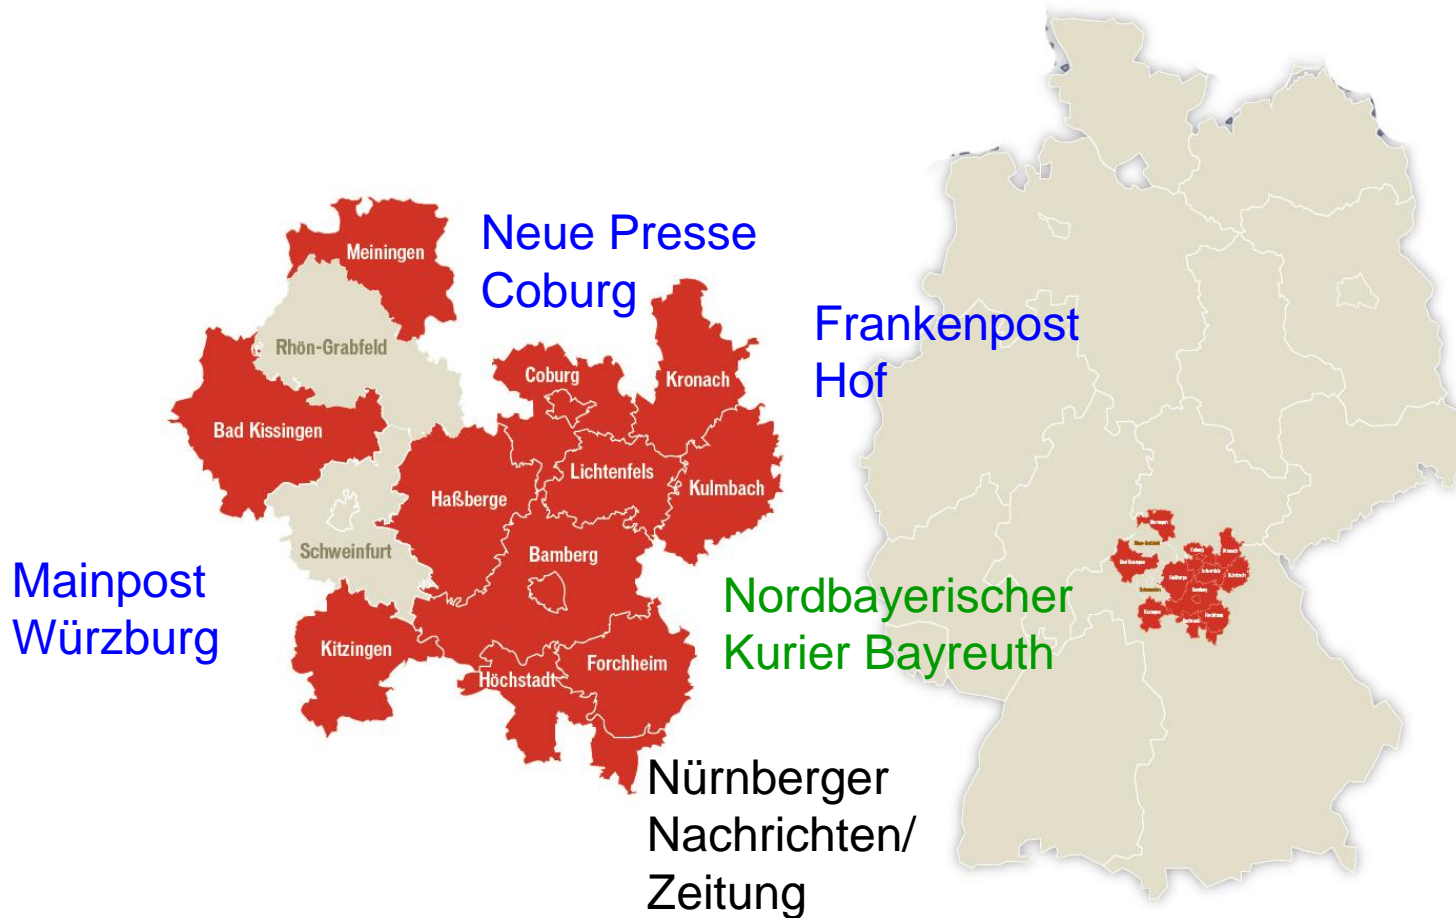 Neue Presse
Coburg
Meiningen
Frankenpost
Hof
Rhön-Grabfeld
Coburg
Kronach
Bad Kissingen
Lichtenfels
Haßberge
Kulmbach
Schweinfurt
Bamberg
Mainpost
Würzburg
Nordbayerischer
Kurier Bayreuth
Kitzingen
Forchheim
Höchstadt
Nürnberger
Nachrichten/
Zeitung